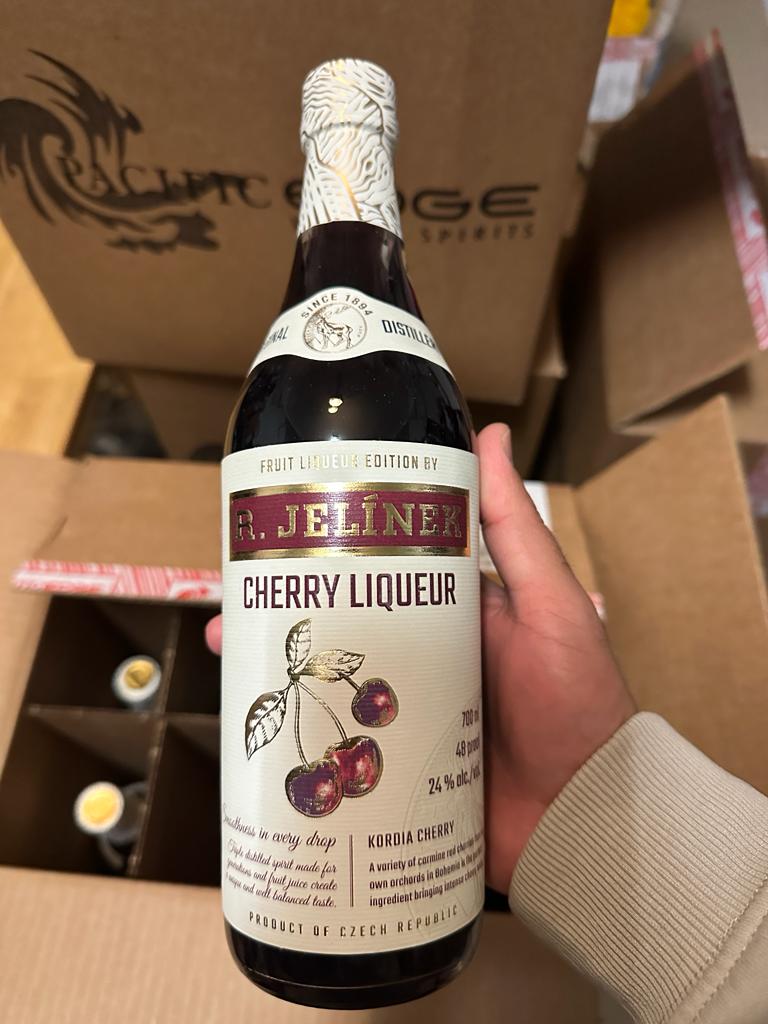 PACIFIC EDGE
SPIRITS
SINCE 1894
DISTILLE
FRUIT LIQUEUR EDITION BY
R. JELÍNEK
CHERRY LIQUEUR
700 ml
48 proof
24 % alc./vol.
Smoothness in every drop
Triple distilled spirit made for
generations and fruit juice create
a unique and well balanced taste.
KORDIA CHERRY
A variety of carmine red cherries
own orchards in Bohemia is the
ingredient bringing intense cherry
PRODUCT OF CZECH REPUBLIC